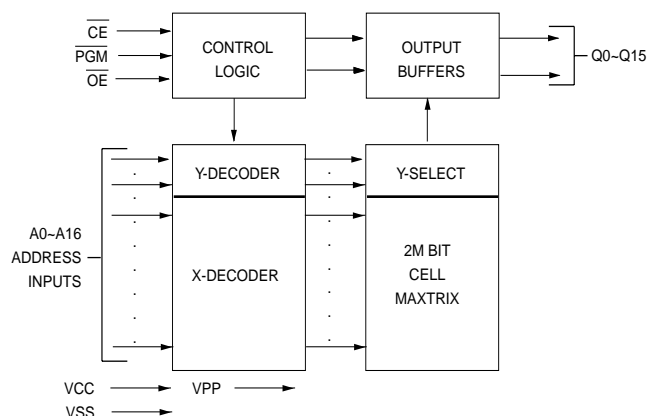 CE
PGM
OE
CONTROL
LOGIC
OUTPUT
BUFFERS
Q0~Q15
A0~A16
ADDRESS
INPUTS
Y-DECODER
X-DECODER
Y-SELECT
2M BIT
CELL
MAXTRIX
VCC
VPP
VSS